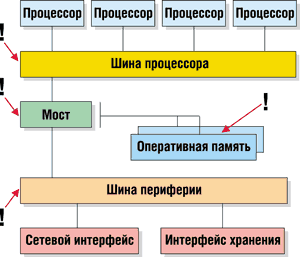 Процессор Процессор Процессор Процессор
!
Шина процессора
!
Мост
!
Оперативная память
Шина периферии
!
Сетевой интерфейс Интерфейс хранения